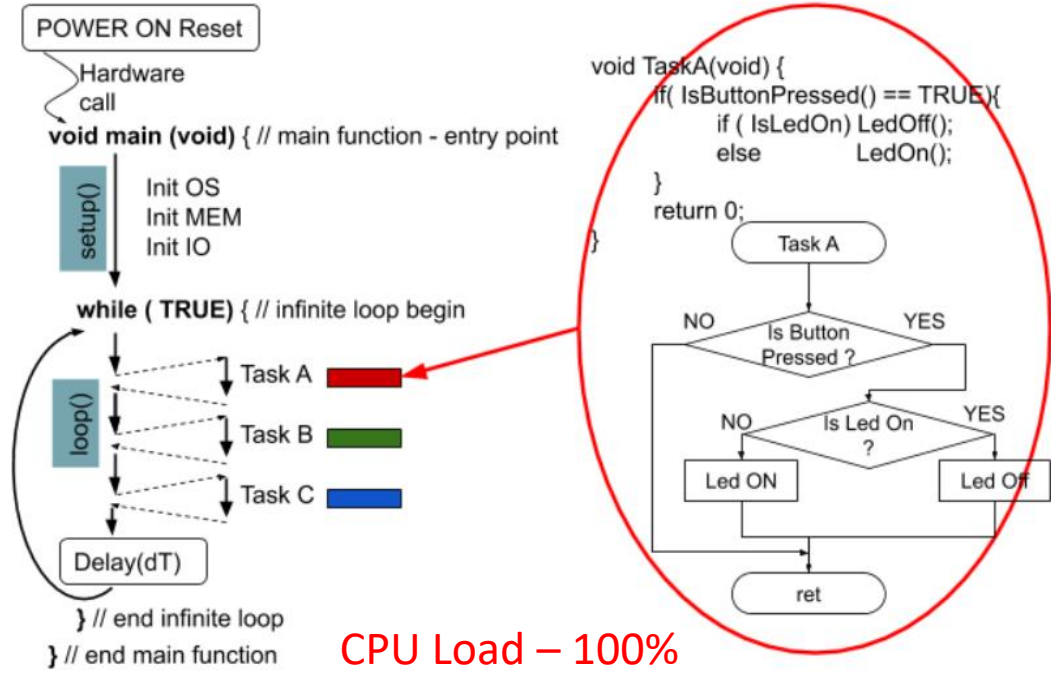 POWER ON Reset
Hardware
call
void main (void) { // main function - entry point
setup()
Init OS
Init MEM
Init IO
while ( TRUE) { // infinite loop begin
loop()
Task A
Task B
Task C
Delay(dT)
} // end infinite loop
} // end main function
CPU Load – 100%
void TaskA(void) {
if( IsButtonPressed() == TRUE){
if ( IsLedOn) LedOff();
else LedOn();
}
return 0;
}
Task A
NO
Is Button
Pressed ?
YES
NO
Is Led On
?
YES
Led ON
Led Off
ret